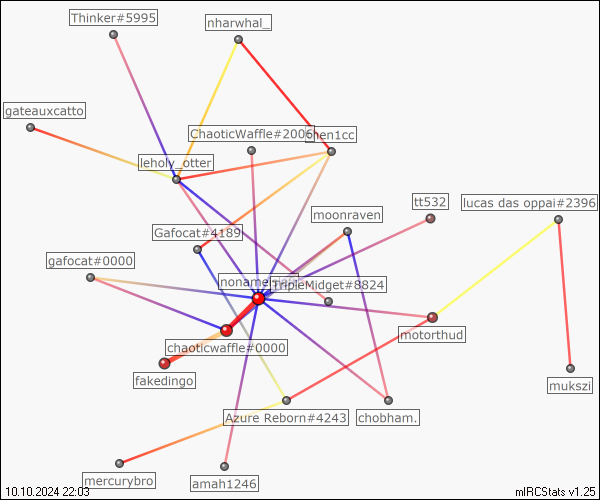 Thinker#5995
nharwhal_
gateauxcatto
ChaoticWaffle#2006
hen1cc
leholy_otter
tt532
lucas das oppai#2396
moonraven
Gafocat#4189
gafocat#0000
TripleMidget#8824
motorthud
chaoticwaffle#0000
fakedingo
mukszi
Azure Reborn#4243
chobham.
mercurybro
amah1246
10.10.2024 22:03
mIRCStats v1.25